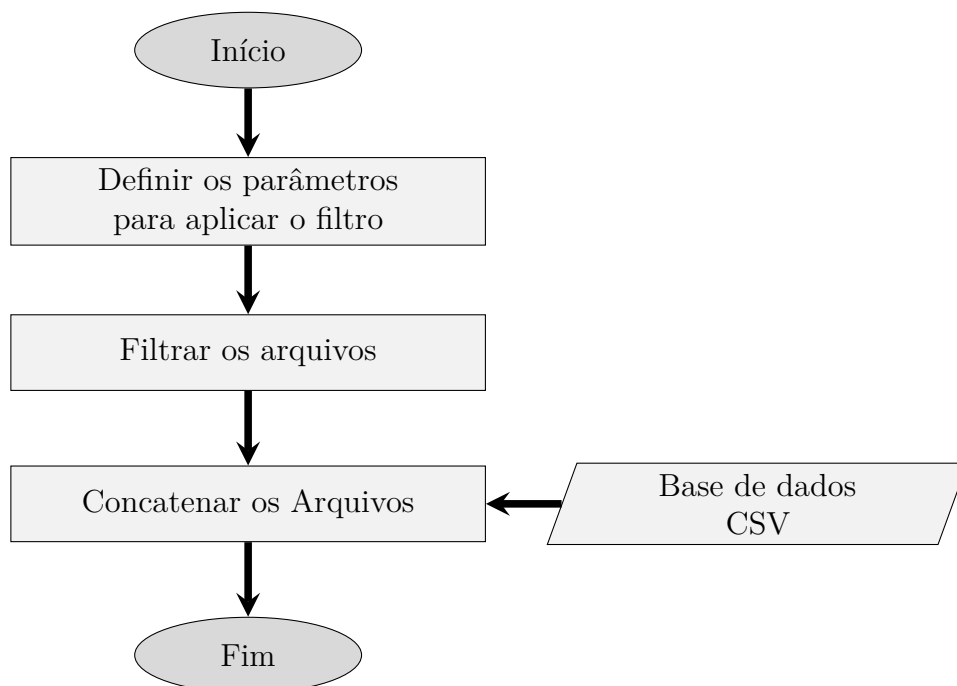 Início
Definir os parâmetros
para aplicar o filtro
Filtrar os arquivos
Concatenar os Arquivos
Base de dados
CSV
Fim